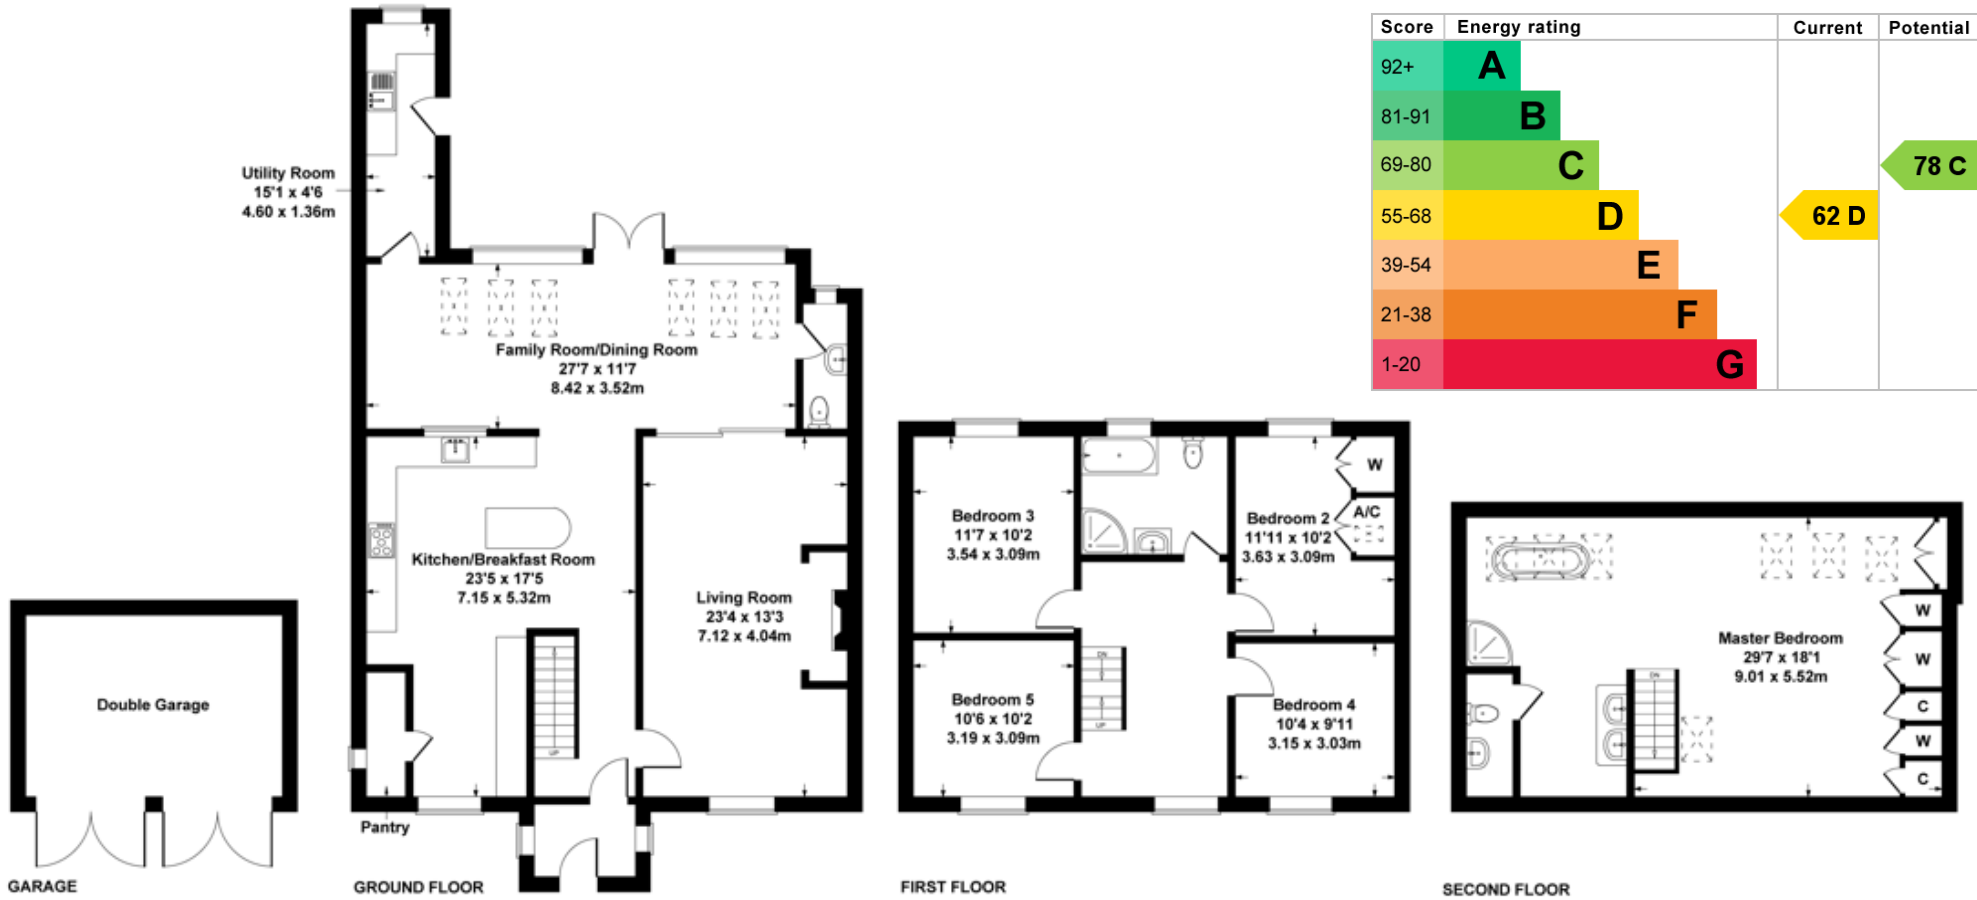 Utility Room
15'1 x 4'6
4.60 x 1.36m
Family Room/Dining Room
27'7 x 11'7
8.42 x 3.52m
Kitchen/Breakfast Room
23'5 x 17'5
7.15 x 5.32m
Living Room
23'4 x 13'3
7.12 x 4.04m
UP
Pantry
Double Garage
GARAGE
GROUND FLOOR
Bedroom 3
11'7 x 10'2
3.54 x 3.09m
Bedroom 2
11'11 x 10'2
3.63 x 3.09m
W
A/C
DN
UP
Bedroom 5
10'6 x 10'2
3.19 x 3.09m
Bedroom 4
10'4 x 9'11
3.15 x 3.03m
FIRST FLOOR
Master Bedroom
29'7 x 18'1
9.01 x 5.52m
DN
W
W
C
W
C
SECOND FLOOR
Score Energy rating Current Potential
92+ A
81-91 B
69-80 C 78 C
55-68 D 62 D
39-54 E
21-38 F
1-20 G